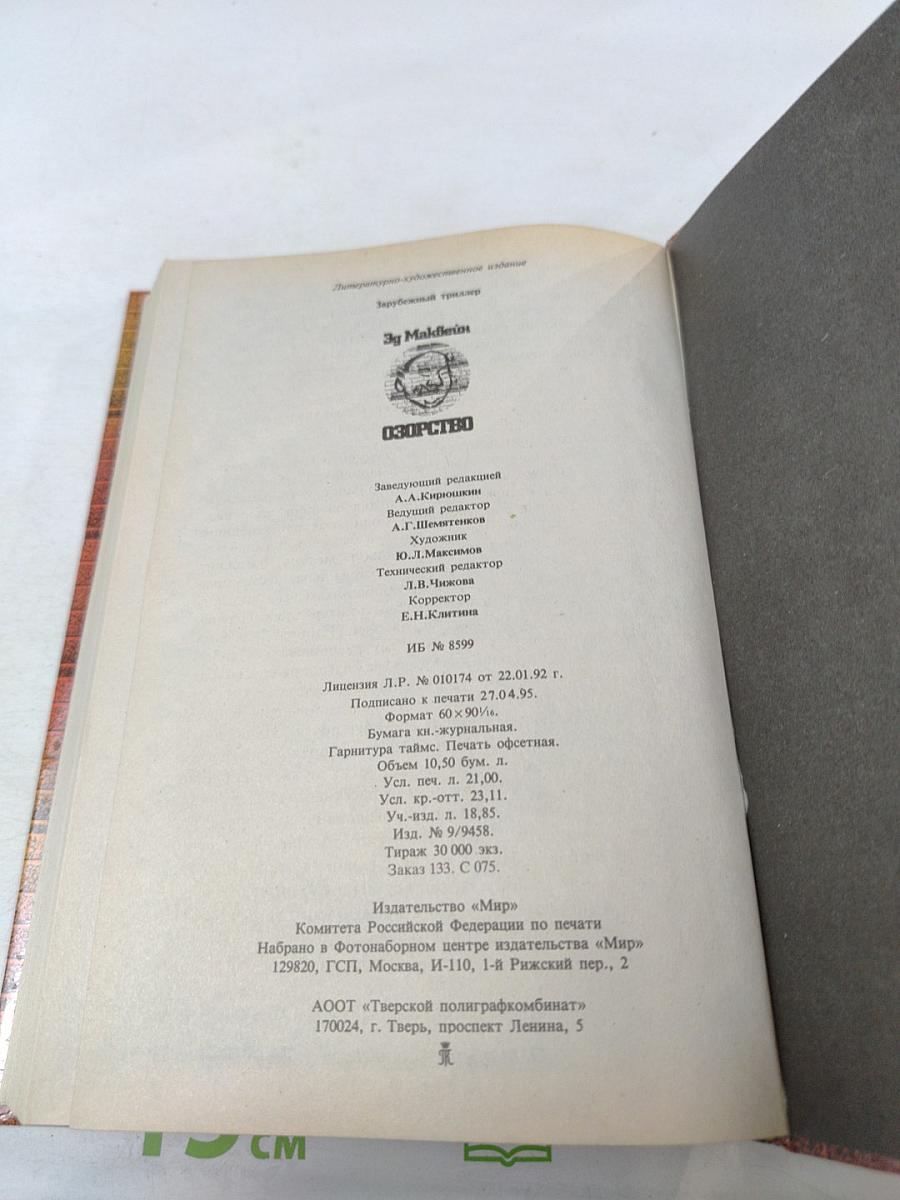 Литературно-художественное издание
Зарубежный триллер
Эд Макбейн
ОЗОРСТВО
Заведующий редакцией
А.А.Кирюшкин
Ведущий редактор
А.Г.Шемятенков
Художник
Ю.Л.Максимов
Технический редактор
Л.В.Чижова
Корректор
Е.Н.Клитина
ИБ № 8599
Лицензия Л.Р. № 010174 от 22.01.92 г.
Подписано к печати 27.04.95.
Формат 60×90¹⁄₁₆.
Бумага кн.-журнальная.
Гарнитура таймс. Печать офсетная.
Объем 10,50 бум. л.
Усл. печ. л. 21,00.
Усл. кр.-отт. 23,11.
Уч.-изд. л. 18,85.
Изд. № 9/9458.
Тираж 30 000 экз.
Заказ 133. С 075.
Издательство «Мир»
Комитета Российской Федерации по печати
Набрано в Фотонаборном центре издательства «Мир»
129820, ГСП, Москва, И-110, 1-й Рижский пер., 2
АООТ «Тверской полиграфкомбинат»
170024, г. Тверь, проспект Ленина, 5
15 см